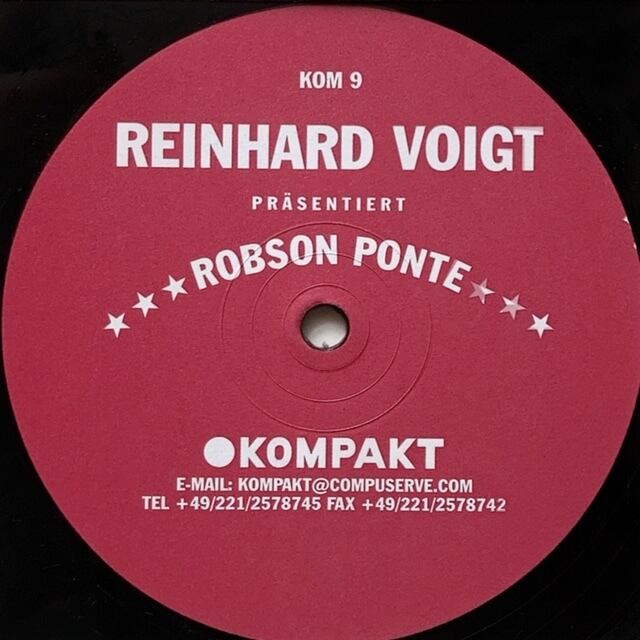 KOM 9
REINHARD VOIGT
PRÄSENTIERT
ROBSON PONTE
KOMPAKT
E-MAIL: KOMPAKT@COMPUSERVE.COM
TEL +49/221/2578745 FAX +49/221/2578742